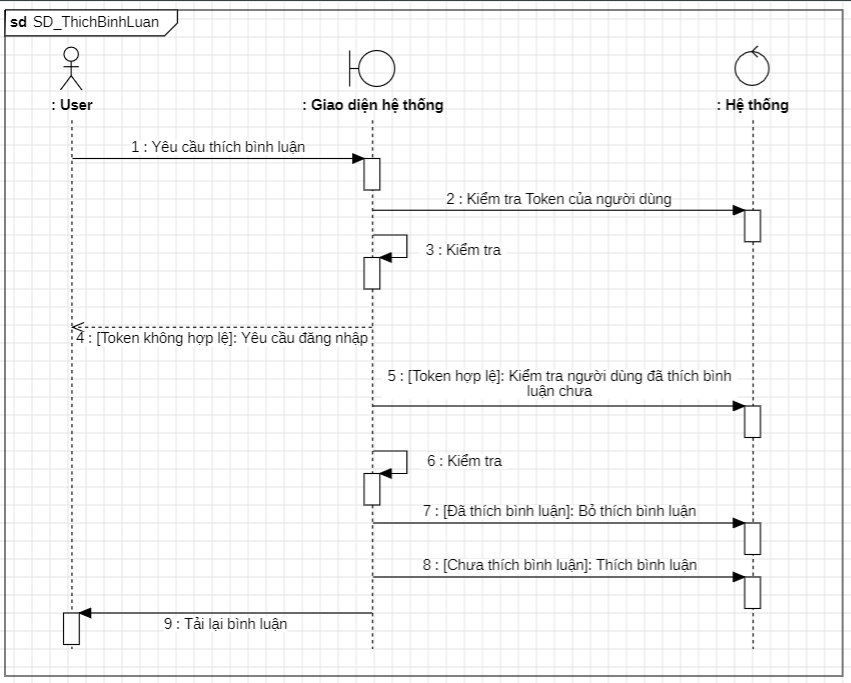 sd SD_ThichBinhLuan
: User
: Giao diện hệ thống
: Hệ thống
1 : Yêu cầu thích bình luận
2 : Kiểm tra Token của người dùng
3 : Kiểm tra
4 : [Token không hợp lệ]: Yêu cầu đăng nhập
5 : [Token hợp lệ]: Kiểm tra người dùng đã thích bình
luận chưa
6 : Kiểm tra
7 : [Đã thích bình luận]: Bỏ thích bình luận
8 : [Chưa thích bình luận]: Thích bình luận
9 : Tải lại bình luận